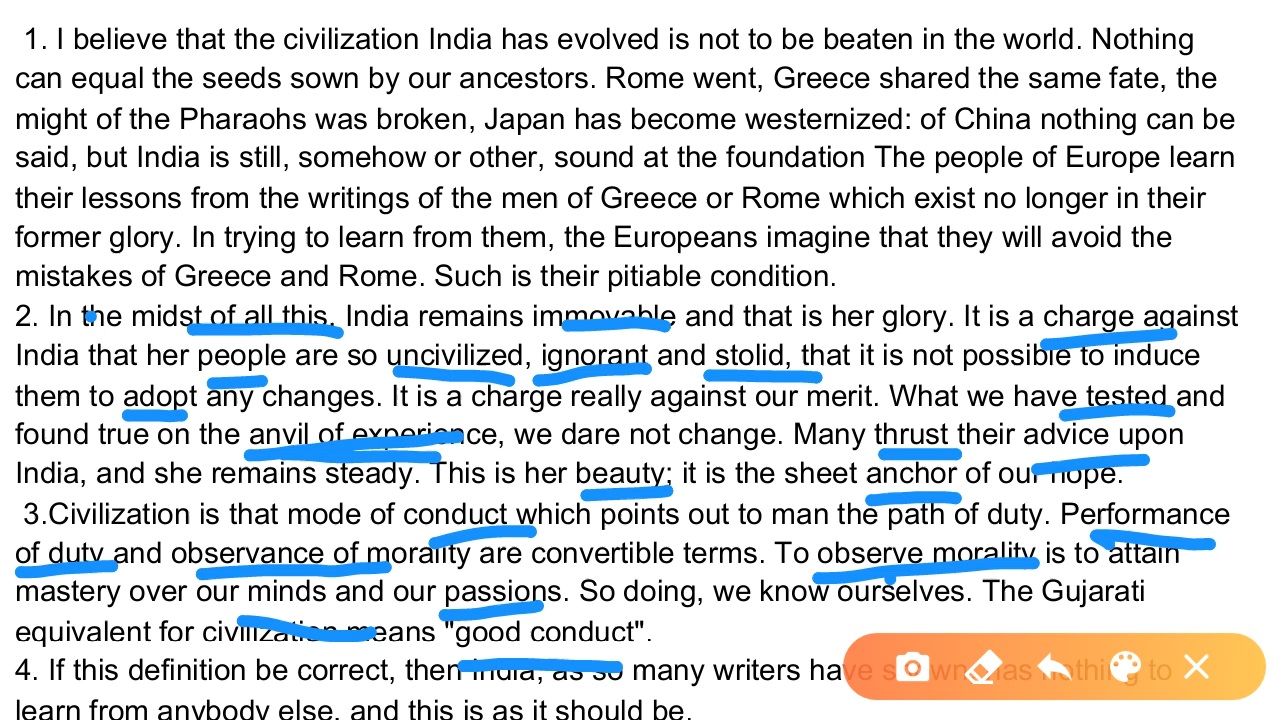 1. I believe that the civilization India has evolved is not to be beaten in the world. Nothing
can equal the seeds sown by our ancestors. Rome went, Greece shared the same fate, the
might of the Pharaohs was broken, Japan has become westernized: of China nothing can be
said, but India is still, somehow or other, sound at the foundation The people of Europe learn
their lessons from the writings of the men of Greece or Rome which exist no longer in their
former glory. In trying to learn from them, the Europeans imagine that they will avoid the
mistakes of Greece and Rome. Such is their pitiable condition.
2. In the midst of all this, India remains immovable and that is her glory. It is a charge against
India that her people are so uncivilized, ignorant and stolid, that it is not possible to induce
them to adopt any changes. It is a charge really against our merit. What we have tested and
found true on the anvil of experience, we dare not change. Many thrust their advice upon
India, and she remains steady. This is her beauty; it is the sheet anchor of our hope.
3.Civilization is that mode of conduct which points out to man the path of duty. Performance
of duty and observance of morality are convertible terms. To observe morality is to attain
mastery over our minds and our passions. So doing, we know ourselves. The Gujarati
equivalent for civilization means "good conduct".
4. If this definition be correct, then India, as so many writers have shown, has nothing to
learn from anybody else, and this is as it should be.